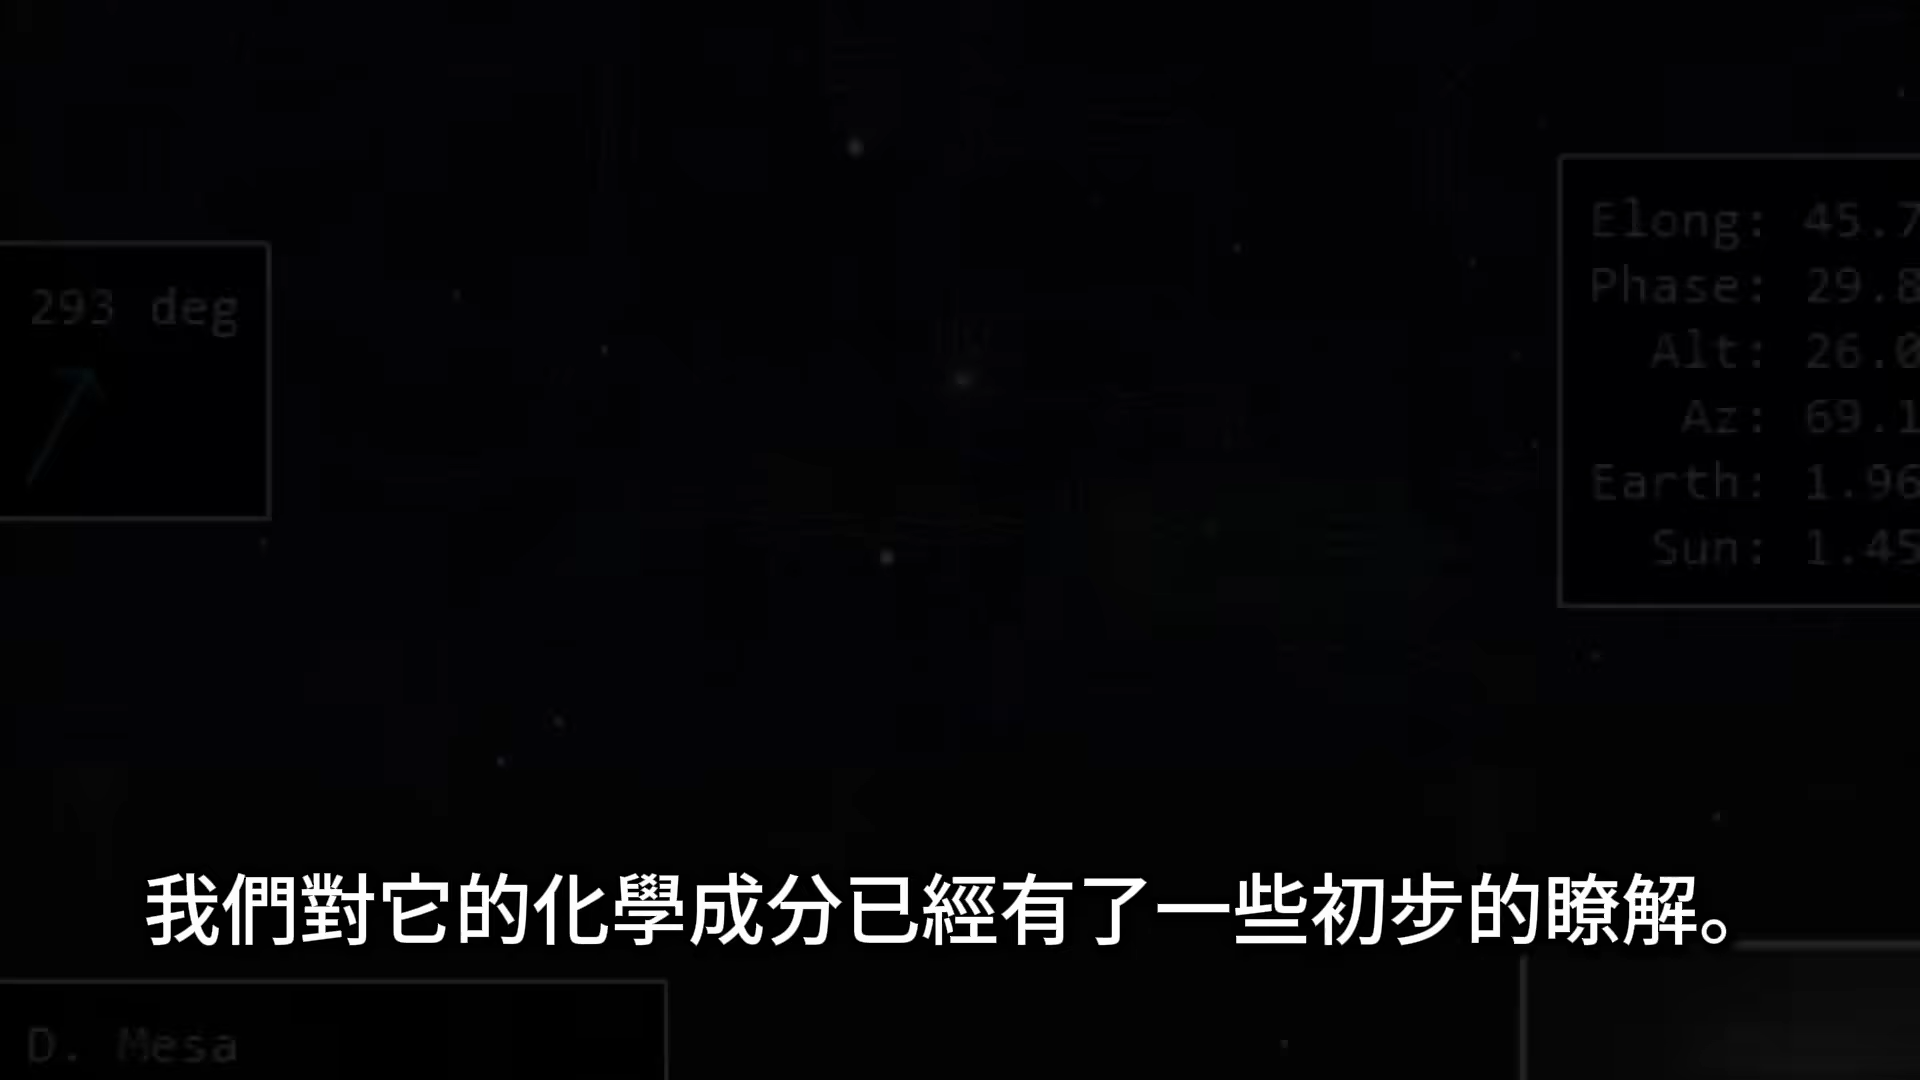 293 deg
Elong: 45.7
Phase: 29.8
Alt: 26.0
Az: 69.1
Earth: 1.96
Sun: 1.45
我們對它的化學成分已經有了一些初步的瞭解。
D. Mesa